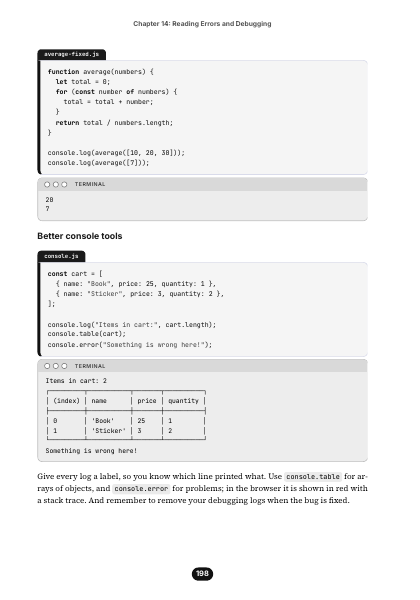 Chapter 14: Reading Errors and Debugging
average-fixed.js
function average(numbers) {
  let total = 0;
  for (const number of numbers) {
    total = total + number;
  }
  return total / numbers.length;
}

console.log(average([10, 20, 30]));
console.log(average([7]));
TERMINAL
20
7
Better console tools
console.js
const cart = [
  { name: "Book", price: 25, quantity: 1 },
  { name: "Sticker", price: 3, quantity: 2 },
];

console.log("Items in cart:", cart.length);
console.table(cart);
console.error("Something is wrong here!");
TERMINAL
Items in cart: 2
(index) │ name │ price │ quantity
0 │ 'Book' │ 25 │ 1
1 │ 'Sticker' │ 3 │ 2
Something is wrong here!
Give every log a label, so you know which line printed what. Use console.table for ar-
rays of objects, and console.error for problems; in the browser it is shown in red with
a stack trace. And remember to remove your debugging logs when the bug is fixed.
198